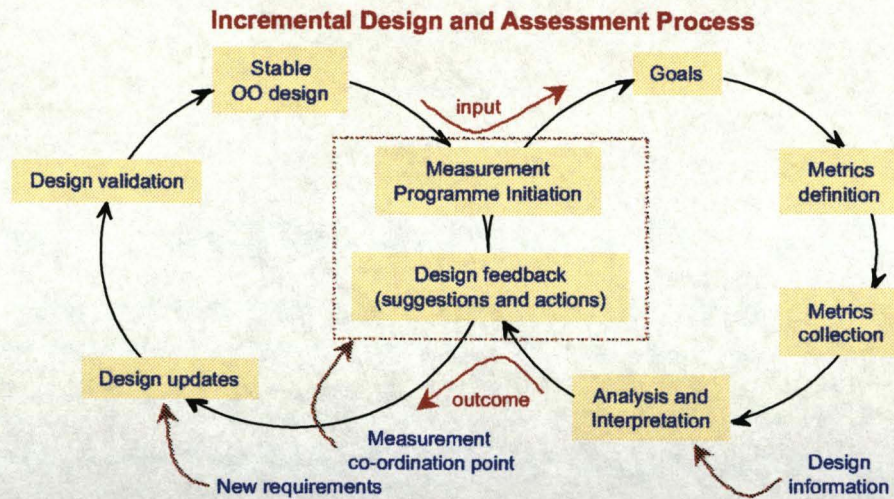 Incremental Design and Assessment Process
Stable
OO design
input
Goals
Measurement
Programme Initiation
Design validation
Metrics
definition
Design feedback
(suggestions and actions)
Metrics
collection
Design updates
outcome
Analysis and
Interpretation
Measurement
co-ordination point
New requirements
Design
information